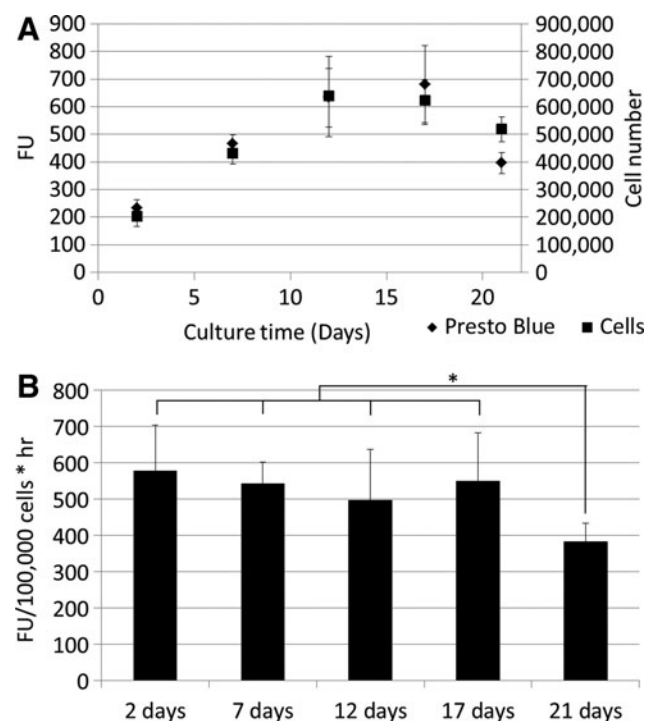 A
900 900,000
800 800,000
700 700,000
600 600,000
500 500,000
400 400,000
300 300,000
200 200,000
100 100,000
0 0
FU
Cell number
0 5 10 15 20
Culture time (Days) ♦ Presto Blue ■ Cells
B
800
700
600
500
400
300
200
100
0
FU/100,000 cells * hr
*
2 days 7 days 12 days 17 days 21 days